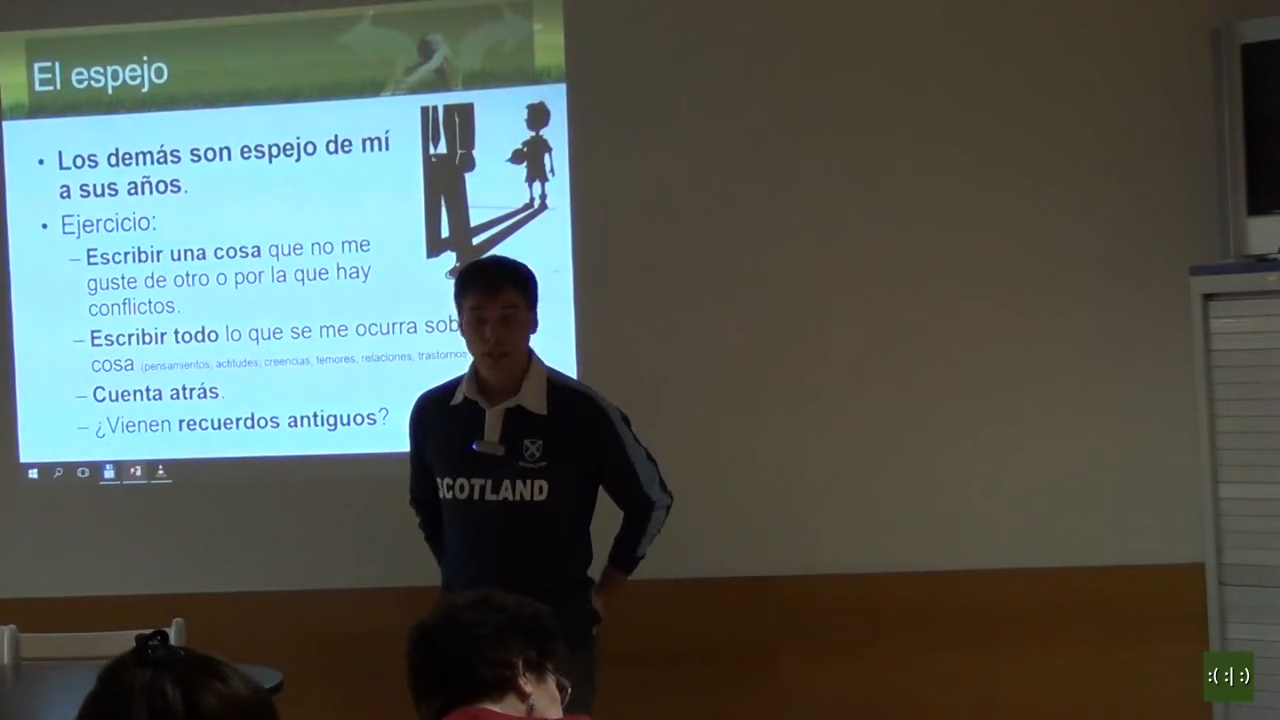 El espejo
• Los demás son espejo de mí
a sus años.
• Ejercicio:
– Escribir una cosa que no me
guste de otro o por la que hay
conflictos.
– Escribir todo lo que se me ocurra
cosa (pensamientos, actitudes, creencias, temores, relaciones,
– Cuenta atrás.
– ¿Vienen recuerdos antiguos?
SCOTLAND
:( :| :)